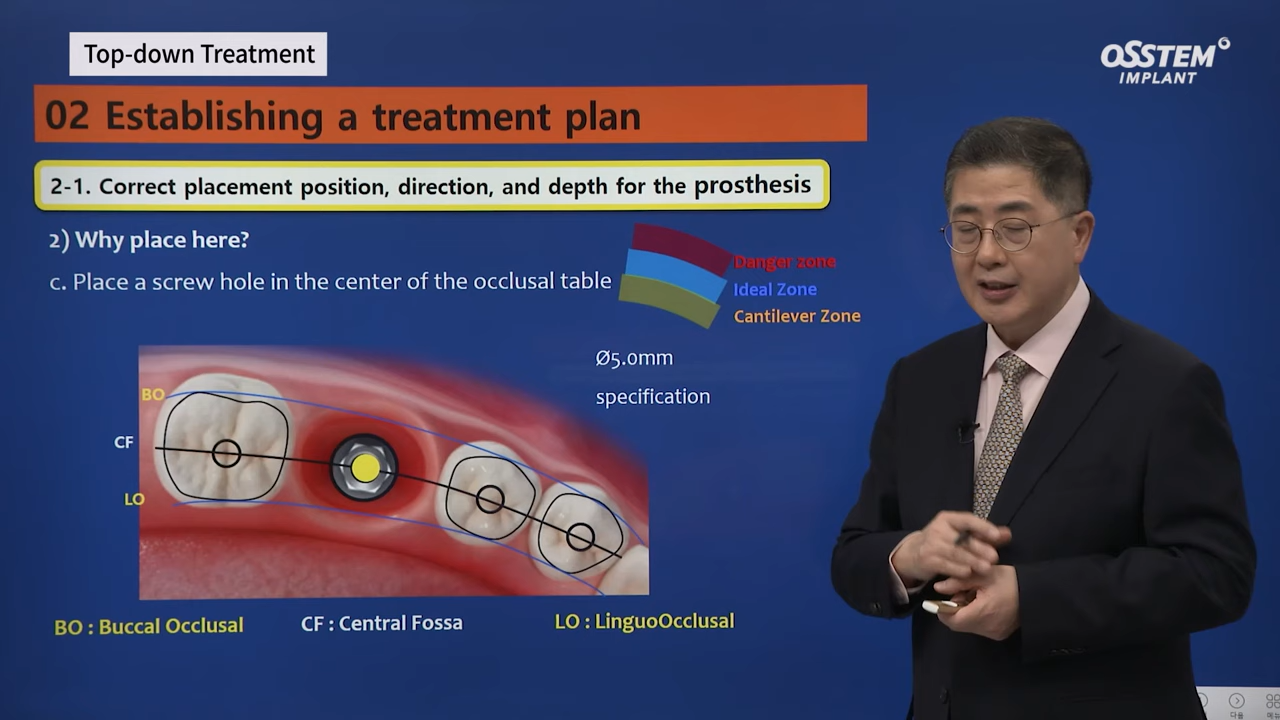 Top-down Treatment
OSSTEM
IMPLANT
02 Establishing a treatment plan
2-1. Correct placement position, direction, and depth for the prosthesis
2) Why place here?
c. Place a screw hole in the center of the occlusal table
Danger zone
Ideal Zone
Cantilever Zone
Ø5.0mm
specification
BO
CF
LO
BO : Buccal Occlusal
CF : Central Fossa
LO : LinguoOcclusal
다음